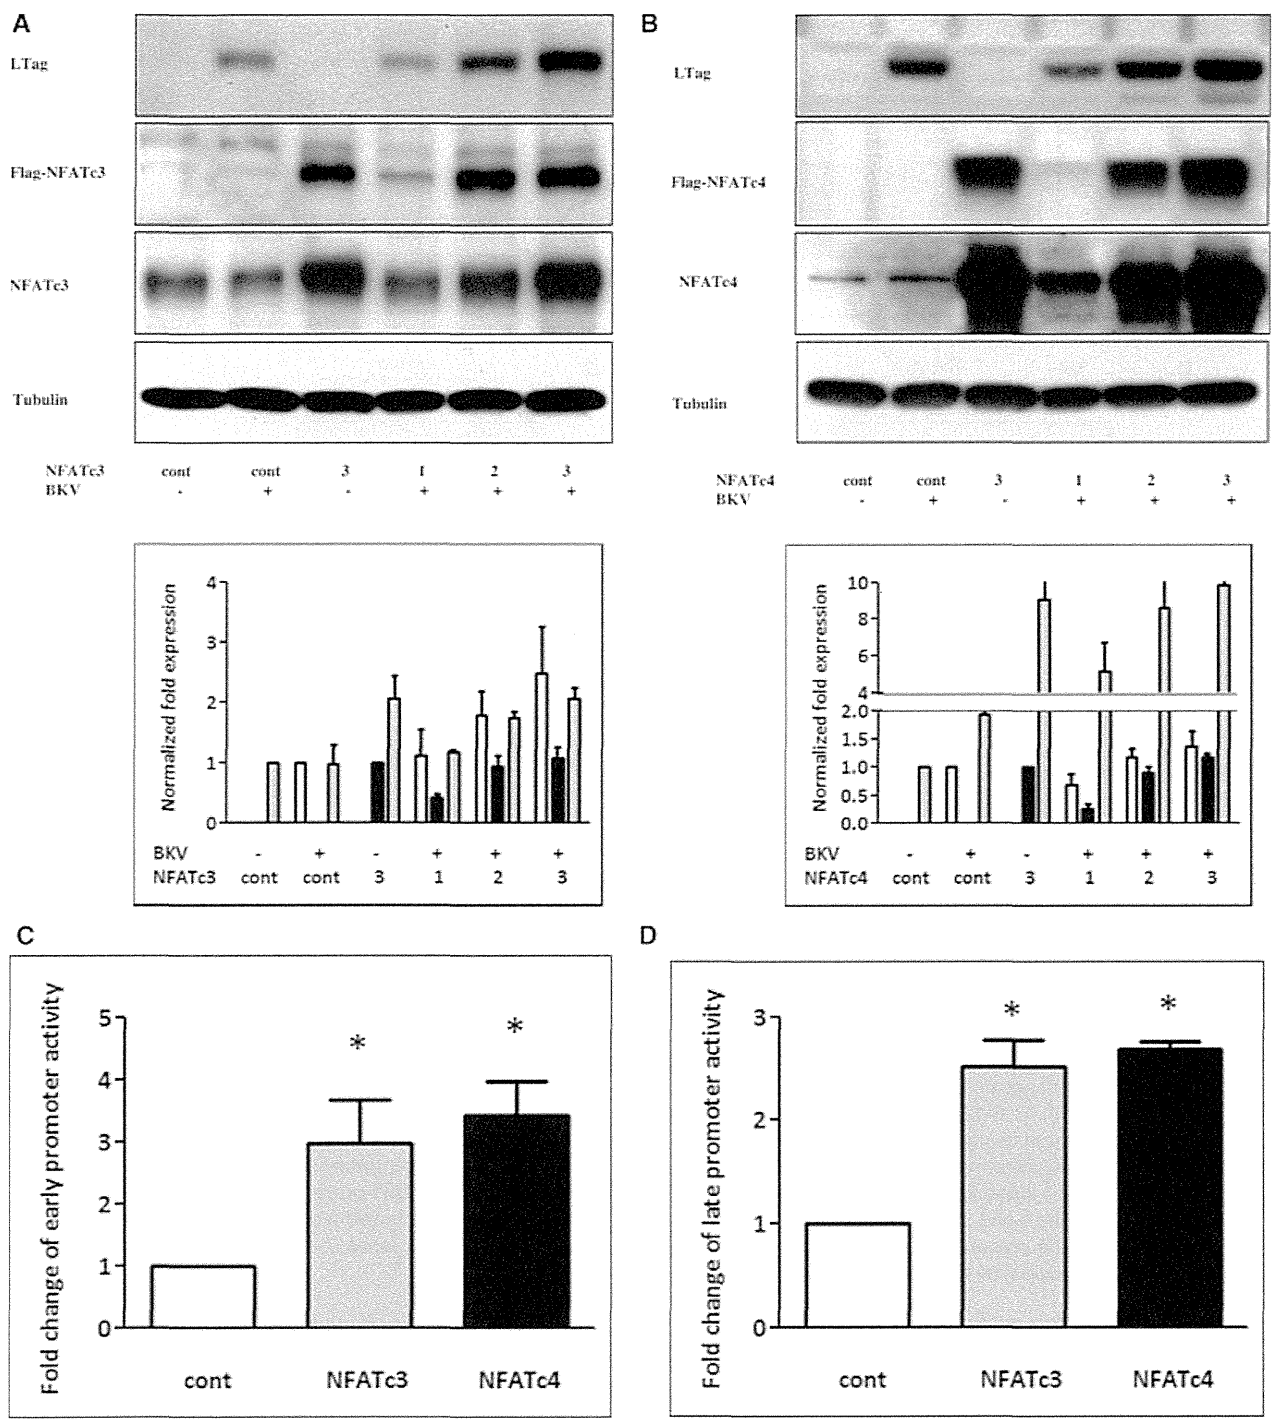 A
LTag
Flag-NFATc3
NFATc3
Tubulin
NFATc3 cont cont 3 1 2 3
BKV - + - + + +
Normalized fold expression
4
3
2
1
0
BKV - + - + + +
NFATc3 cont cont 3 1 2 3
B
LTag
Flag-NFATc4
NFATc4
Tubulin
NFATc4 cont cont 3 1 2 3
BKV - + - + + +
Normalized fold expression
10
8
6
4
2.0
1.5
1.0
0.5
0.0
BKV - + - + + +
NFATc4 cont cont 3 1 2 3
C
Fold change of early promoter activity
5
4
3
2
1
0
* *
cont NFATc3 NFATc4
D
Fold change of late promoter activity
3
2
1
0
* *
cont NFATc3 NFATc4